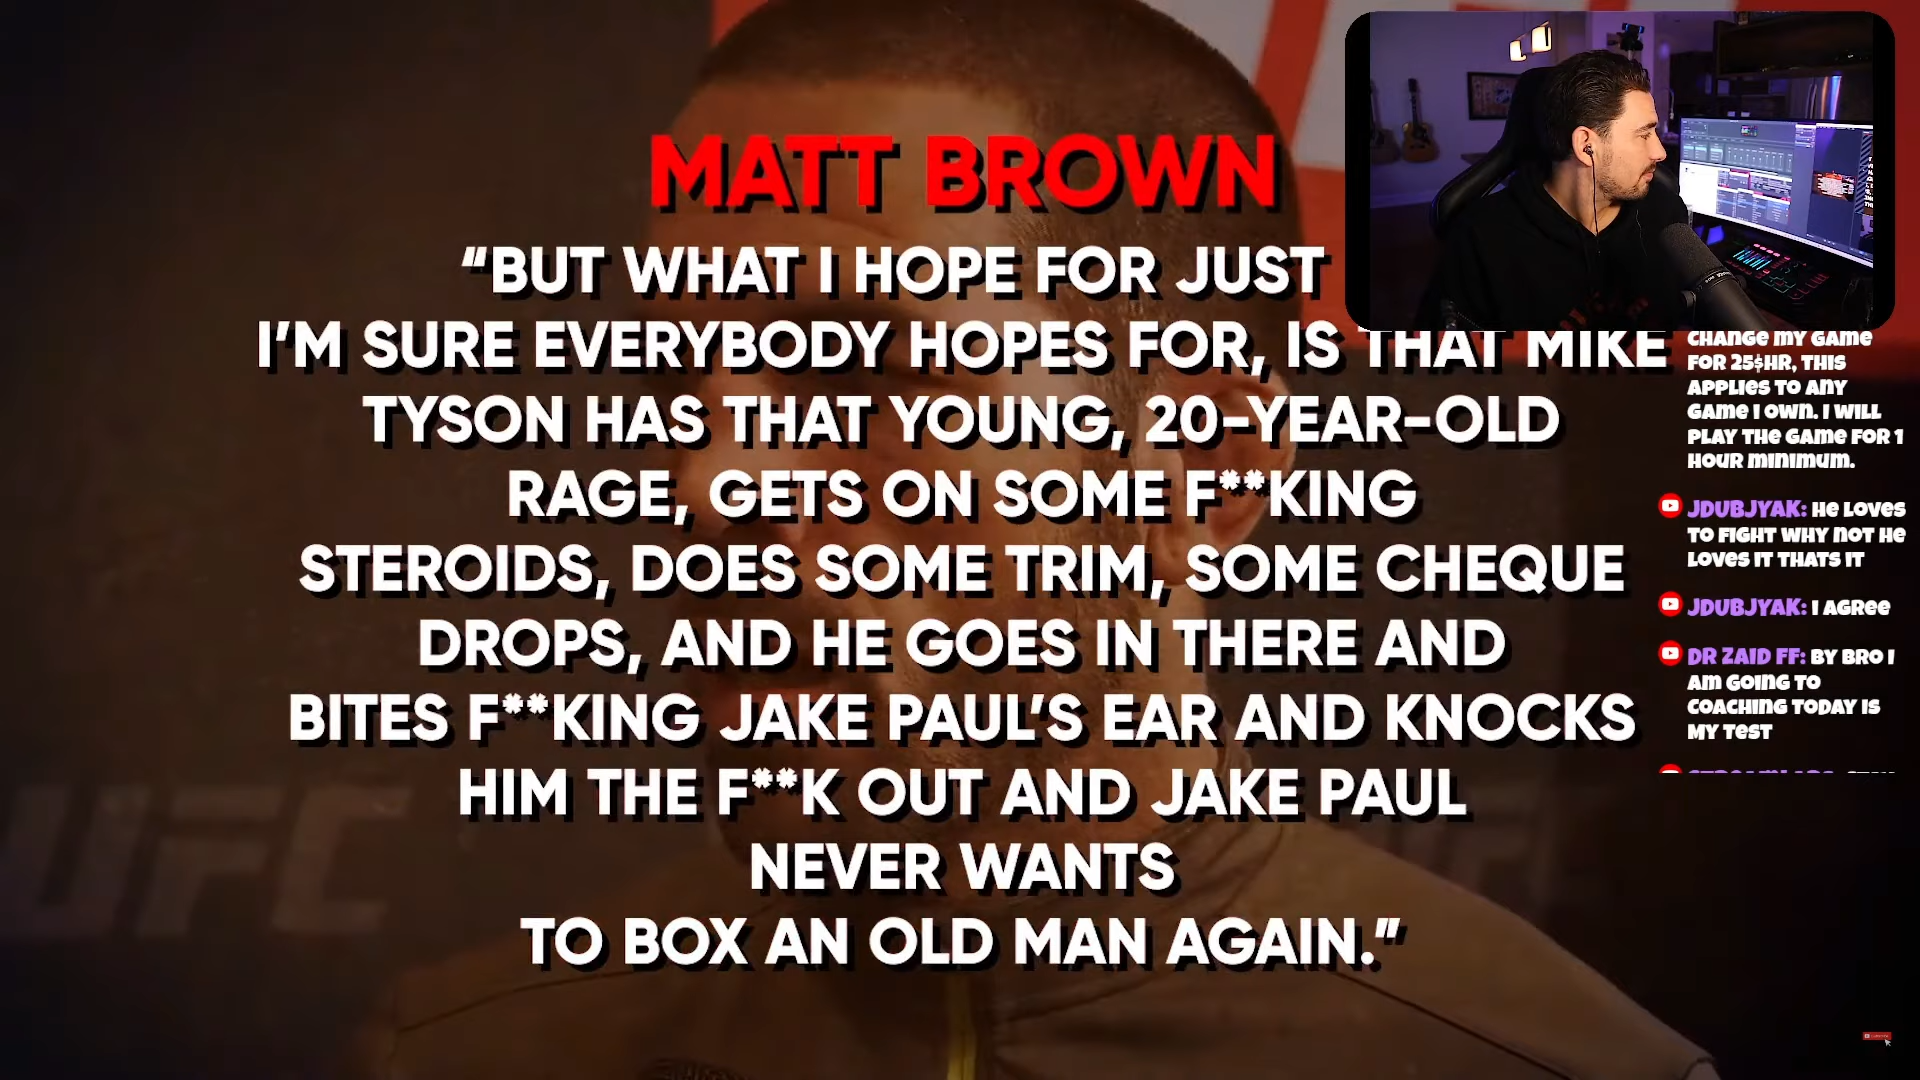 MATT BROWN
“BUT WHAT I HOPE FOR JUST
I’M SURE EVERYBODY HOPES FOR, IS THAT MIKE
TYSON HAS THAT YOUNG, 20-YEAR-OLD
RAGE, GETS ON SOME F**KING
STEROIDS, DOES SOME TRIM, SOME CHEQUE
DROPS, AND HE GOES IN THERE AND
BITES F**KING JAKE PAUL’S EAR AND KNOCKS
HIM THE F**K OUT AND JAKE PAUL
NEVER WANTS
TO BOX AN OLD MAN AGAIN.”
CHANGE MY GAME
FOR 25$HR, THIS
APPLIES TO ANY
GAME I OWN. I WILL
PLAY THE GAME FOR 1
HOUR MINIMUM.
JDUBJYAK: HE LOVES
TO FIGHT WHY NOT HE
LOVES IT THATS IT
JDUBJYAK: I AGREE
DR ZAID FF: BY BRO I
AM GOING TO
COACHING TODAY IS
MY TEST
UFC